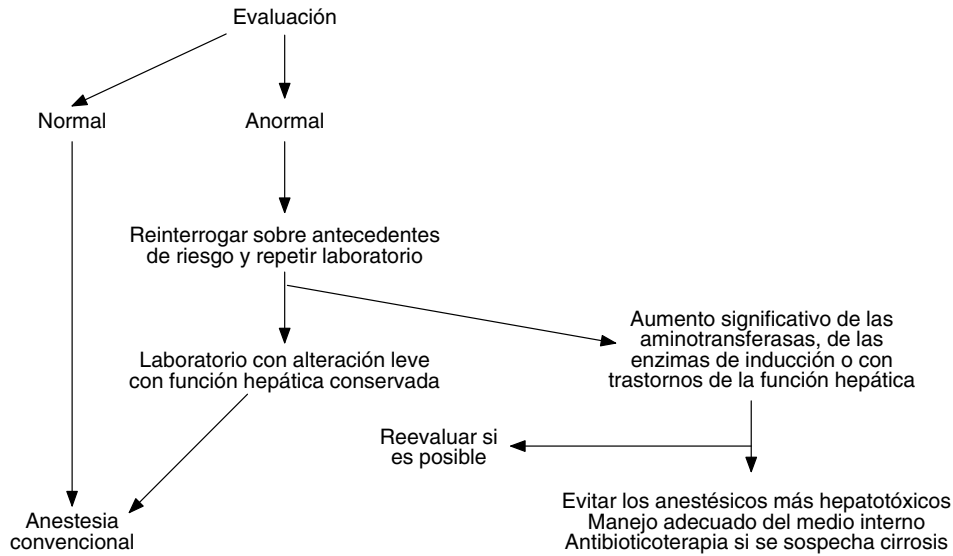 Evaluación
Normal
Anormal
Reinterrogar sobre antecedentes
de riesgo y repetir laboratorio
Laboratorio con alteración leve
con función hepática conservada
Aumento significativo de las
aminotransferasas, de las
enzimas de inducción o con
trastornos de la función hepática
Reevaluar si
es posible
Anestesia
convencional
Evitar los anestésicos más hepatotóxicos
Manejo adecuado del medio interno
Antibioticoterapia si se sospecha cirrosis